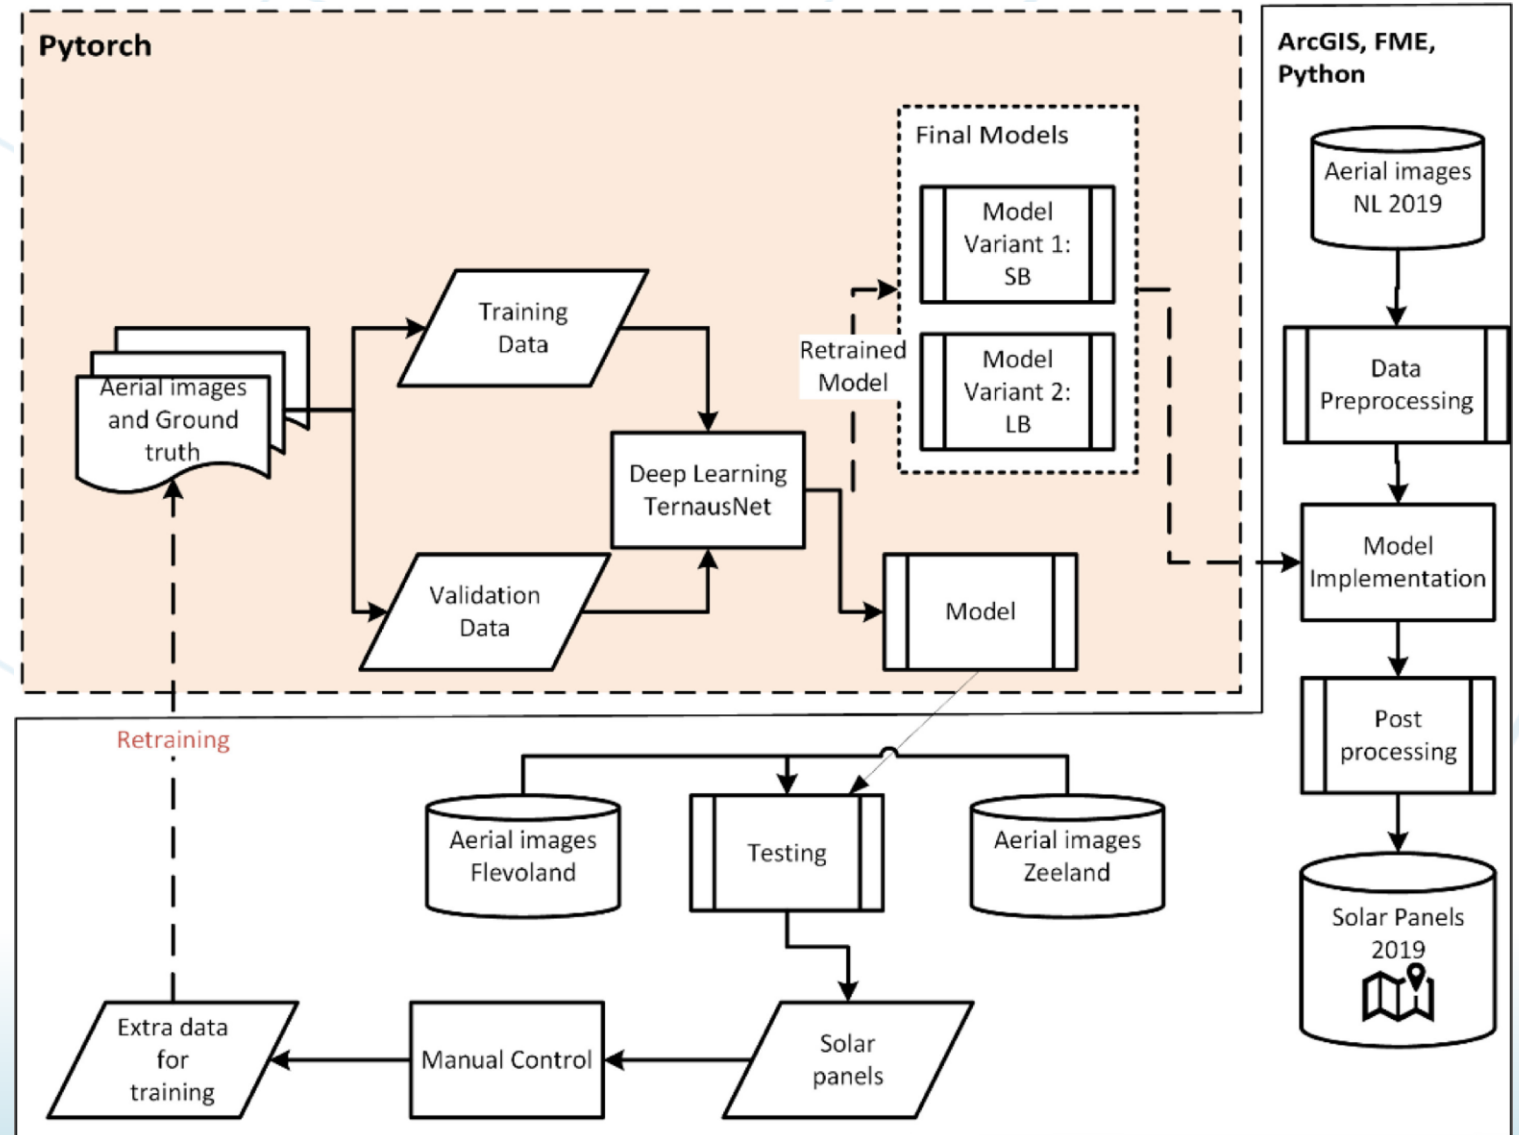 Pytorch
ArcGIS, FME,
Python
Final Models
Model
Variant 1:
SB
Model
Variant 2:
LB
Retrained
Model
Training
Data
Aerial images
and Ground
truth
Deep Learning
TernausNet
Validation
Data
Model
Aerial images
NL 2019
Data
Preprocessing
Model
Implementation
Post
processing
Solar Panels
2019
Retraining
Aerial images
Flevoland
Testing
Aerial images
Zeeland
Extra data
for
training
Manual Control
Solar
panels